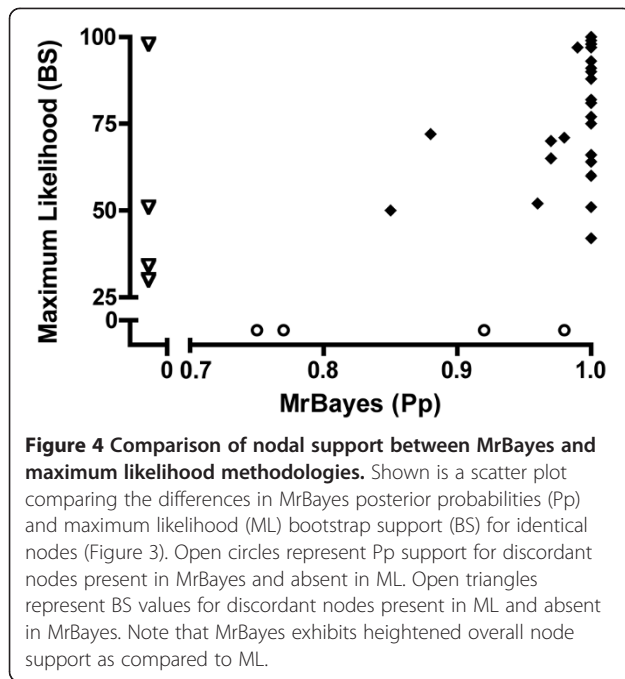 100
75
50
25
0
Maximum Likelihood (BS)
0 0.7 0.8 0.9 1.0
MrBayes (Pp)
Figure 4 Comparison of nodal support between MrBayes and
maximum likelihood methodologies. Shown is a scatter plot
comparing the differences in MrBayes posterior probabilities (Pp)
and maximum likelihood (ML) bootstrap support (BS) for identical
nodes (Figure 3). Open circles represent Pp support for discordant
nodes present in MrBayes and absent in ML. Open triangles
represent BS values for discordant nodes present in ML and absent
in MrBayes. Note that MrBayes exhibits heightened overall node
support as compared to ML.